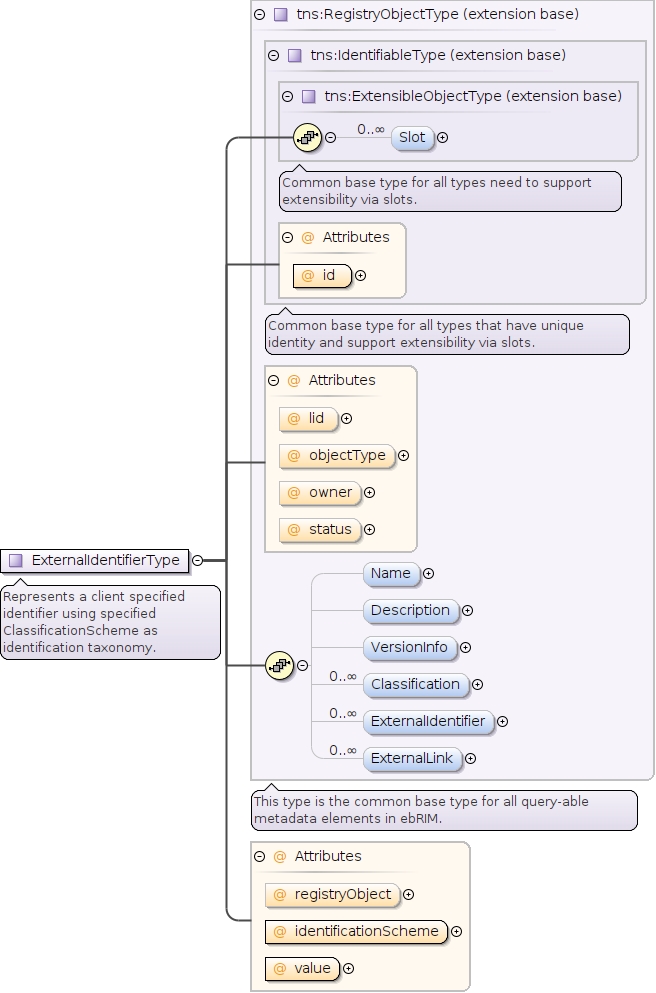 tns:RegistryObjectType (extension base)
tns:IdentifiableType (extension base)
tns:ExtensibleObjectType (extension base)
0..∞
Slot
Common base type for all types need to support
extensibility via slots.
@ Attributes
@ id
Common base type for all types that have unique
identity and support extensibility via slots.
@ Attributes
@ lid
@ objectType
@ owner
@ status
ExternalIdentifierType
Represents a client specified
identifier using specified
ClassificationScheme as
identification taxonomy.
Name
Description
VersionInfo
0..∞ Classification
0..∞ ExternalIdentifier
0..∞ ExternalLink
This type is the common base type for all query-able
metadata elements in ebRIM.
@ Attributes
@ registryObject
@ identificationScheme
@ value